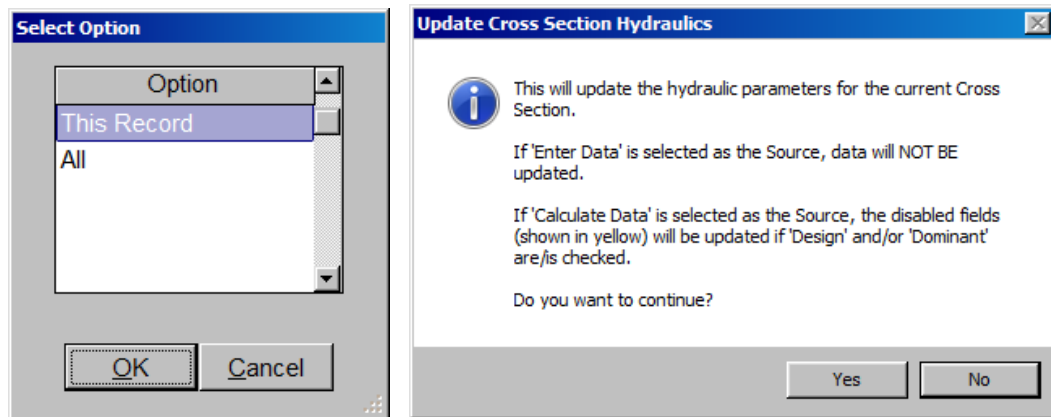 Select Option
Option
This Record
All
OK
Cancel
Update Cross Section Hydraulics
This will update the hydraulic parameters for the current Cross
Section.
If 'Enter Data' is selected as the Source, data will NOT BE
updated.
If 'Calculate Data' is selected as the Source, the disabled fields
(shown in yellow) will be updated if 'Design' and/or 'Dominant'
are/is checked.
Do you want to continue?
Yes
No